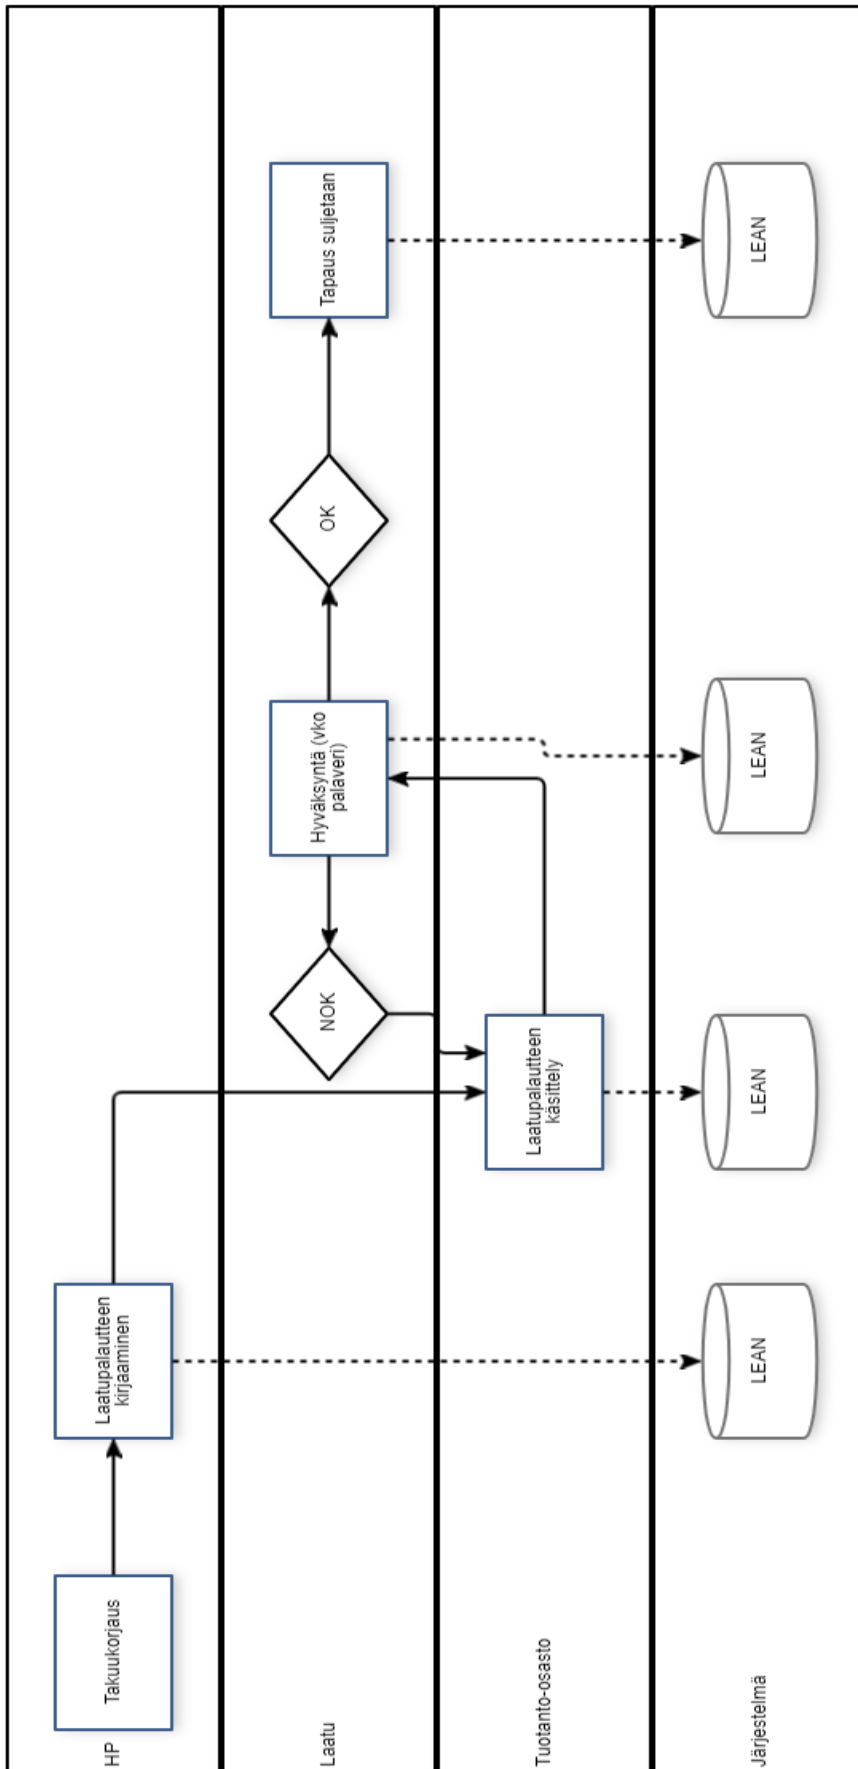 HP
Takuukorjaus
Laatupalautteen
kirjaaminen
Laatu
NOK
Hyväksyntä (vko
palaveri)
OK
Tapaus suljetaan
Tuotanto-osasto
Laatupalautteen
käsittely
Järjestelmä
LEAN
LEAN
LEAN
LEAN